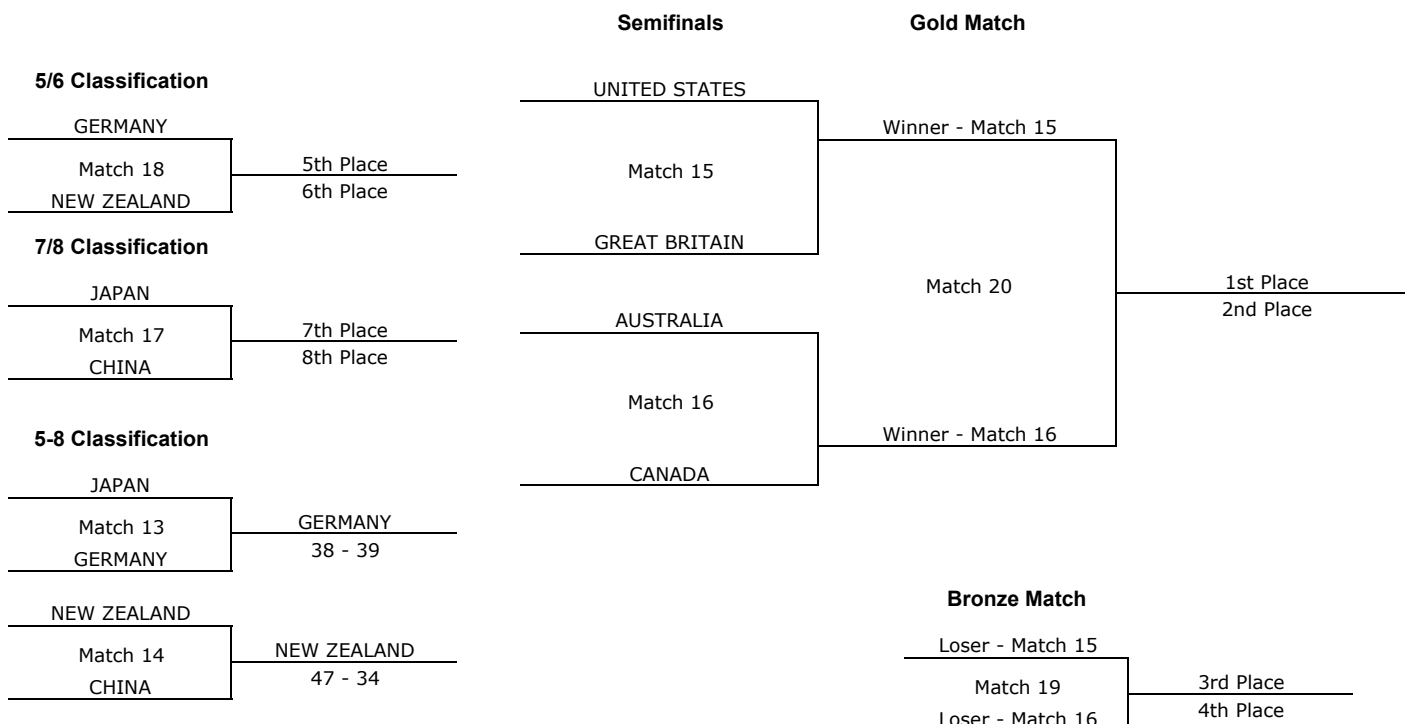 Semifinals
Gold Match
5/6 Classification
GERMANY
Match 18
NEW ZEALAND
5th Place
6th Place
7/8 Classification
JAPAN
Match 17
CHINA
7th Place
8th Place
5-8 Classification
JAPAN
Match 13
GERMANY
GERMANY
38 - 39
NEW ZEALAND
Match 14
CHINA
NEW ZEALAND
47 - 34
UNITED STATES
Match 15
GREAT BRITAIN
AUSTRALIA
Match 16
CANADA
Winner - Match 15
Match 20
Winner - Match 16
1st Place
2nd Place
Bronze Match
Loser - Match 15
Match 19
Loser - Match 16
3rd Place
4th Place